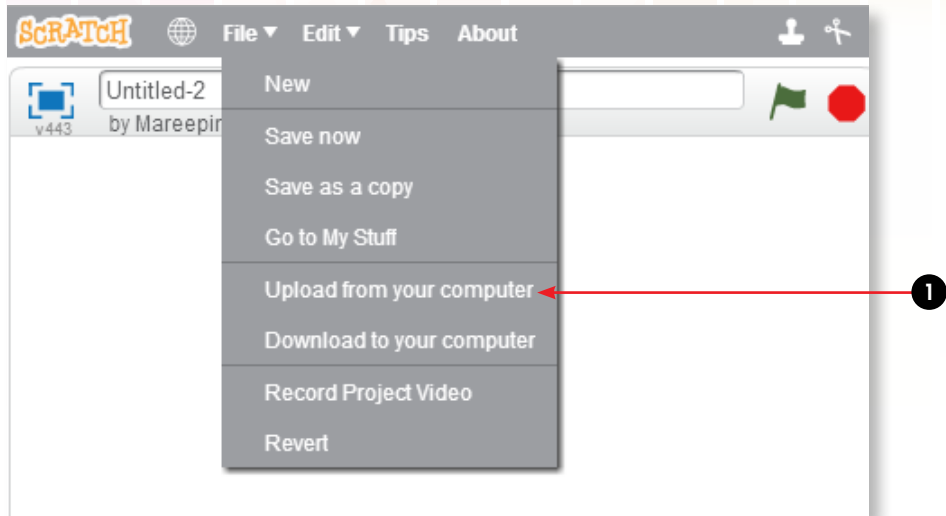 SCRATCH File Edit Tips About
Untitled-2
v443 by Mareepin
New
Save now
Save as a copy
Go to My Stuff
Upload from your computer 1
Download to your computer
Record Project Video
Revert